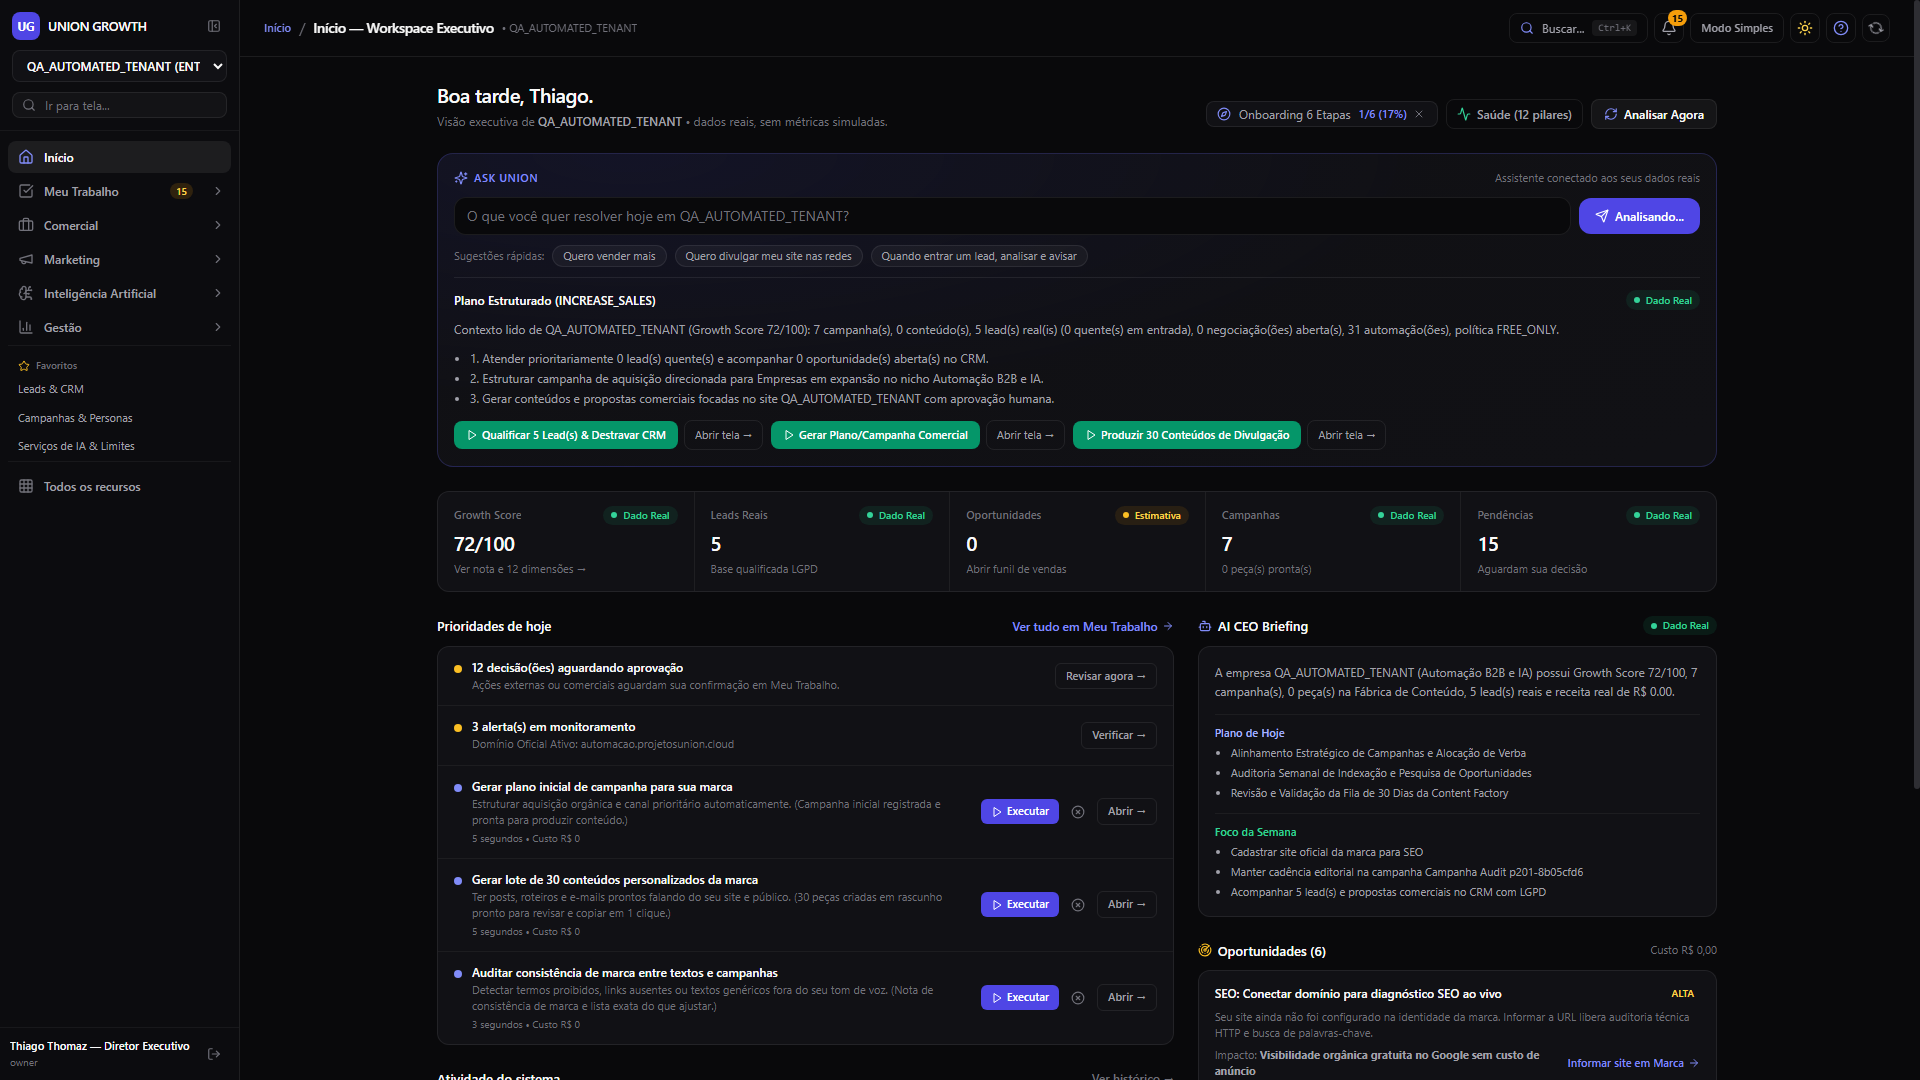 UG UNION GROWTH
QA_AUTOMATED_TENANT (ENT
Ir para tela...
Início
Meu Trabalho 15
Comercial
Marketing
Inteligência Artificial
Gestão
Favoritos
Leads & CRM
Campanhas & Personas
Serviços de IA & Limites
Todos os recursos
Thiago Thomaz — Diretor Executivo
owner
Início / Início — Workspace Executivo • QA_AUTOMATED_TENANT
Buscar... Ctrl+K
15
Modo Simples
Boa tarde, Thiago.
Visão executiva de QA_AUTOMATED_TENANT • dados reais, sem métricas simuladas.
Onboarding 6 Etapas 1/6 (17%)
Saúde (12 pilares)
Analisar Agora
ASK UNION
Assistente conectado aos seus dados reais
O que você quer resolver hoje em QA_AUTOMATED_TENANT?
Analisando...
Sugestões rápidas: Quero vender mais Quero divulgar meu site nas redes Quando entrar um lead, analisar e avisar
Plano Estruturado (INCREASE_SALES)
Dado Real
Contexto lido de QA_AUTOMATED_TENANT (Growth Score 72/100): 7 campanha(s), 0 conteúdo(s), 5 lead(s) real(is) (0 quente(s) em entrada), 0 negociação(ões) aberta(s), 31 automação(ões), política FREE_ONLY.
• 1. Atender prioritariamente 0 lead(s) quente(s) e acompanhar 0 oportunidade(s) aberta(s) no CRM.
• 2. Estruturar campanha de aquisição direcionada para Empresas em expansão no nicho Automação B2B e IA.
• 3. Gerar conteúdos e propostas comerciais focadas no site QA_AUTOMATED_TENANT com aprovação humana.
Qualificar 5 Lead(s) & Destravar CRM Abrir tela → Gerar Plano/Campanha Comercial Abrir tela → Produzir 30 Conteúdos de Divulgação Abrir tela →
Growth Score Dado Real
72/100
Ver nota e 12 dimensões →
Leads Reais Dado Real
5
Base qualificada LGPD
Oportunidades Estimativa
0
Abrir funil de vendas
Campanhas Dado Real
7
0 peça(s) pronta(s)
Pendências Dado Real
15
Aguardam sua decisão
Prioridades de hoje
Ver tudo em Meu Trabalho →
12 decisão(ões) aguardando aprovação
Ações externas ou comerciais aguardam sua confirmação em Meu Trabalho.
Revisar agora →
3 alerta(s) em monitoramento
Domínio Oficial Ativo: automacao.projetosunion.cloud
Verificar →
Gerar plano inicial de campanha para sua marca
Estruturar aquisição orgânica e canal prioritário automaticamente. (Campanha inicial registrada e
pronta para produzir conteúdo.)
5 segundos • Custo R$ 0
Executar
Abrir →
Gerar lote de 30 conteúdos personalizados da marca
Ter posts, roteiros e e-mails prontos falando do seu site e público. (30 peças criadas em rascunho
pronto para revisar e copiar em 1 clique.)
5 segundos • Custo R$ 0
Executar
Abrir →
Auditar consistência de marca entre textos e campanhas
Detectar termos proibidos, links ausentes ou textos genéricos fora do seu tom de voz. (Nota de
consistência de marca e lista exata do que ajustar.)
3 segundos • Custo R$ 0
Executar
Abrir →
Atividade do sistema
Ver histórico →
AI CEO Briefing
Dado Real
A empresa QA_AUTOMATED_TENANT (Automação B2B e IA) possui Growth Score 72/100, 7
campanha(s), 0 peça(s) na Fábrica de Conteúdo, 5 lead(s) reais e receita real de R$ 0.00.
Plano de Hoje
• Alinhamento Estratégico de Campanhas e Alocação de Verba
• Auditoria Semanal de Indexação e Pesquisa de Oportunidades
• Revisão e Validação da Fila de 30 Dias da Content Factory
Foco da Semana
• Cadastrar site oficial da marca para SEO
• Manter cadência editorial na campanha Campanha Audit p201-8b05cfd6
• Acompanhar 5 lead(s) e propostas comerciais no CRM com LGPD
Oportunidades (6)
Custo R$ 0,00
SEO: Conectar domínio para diagnóstico SEO ao vivo
ALTA
Seu site ainda não foi configurado na identidade da marca. Informar a URL libera auditoria técnica
HTTP e busca de palavras-chave.
Impacto: Visibilidade orgânica gratuita no Google sem custo de
anúncio
Informar site em Marca →